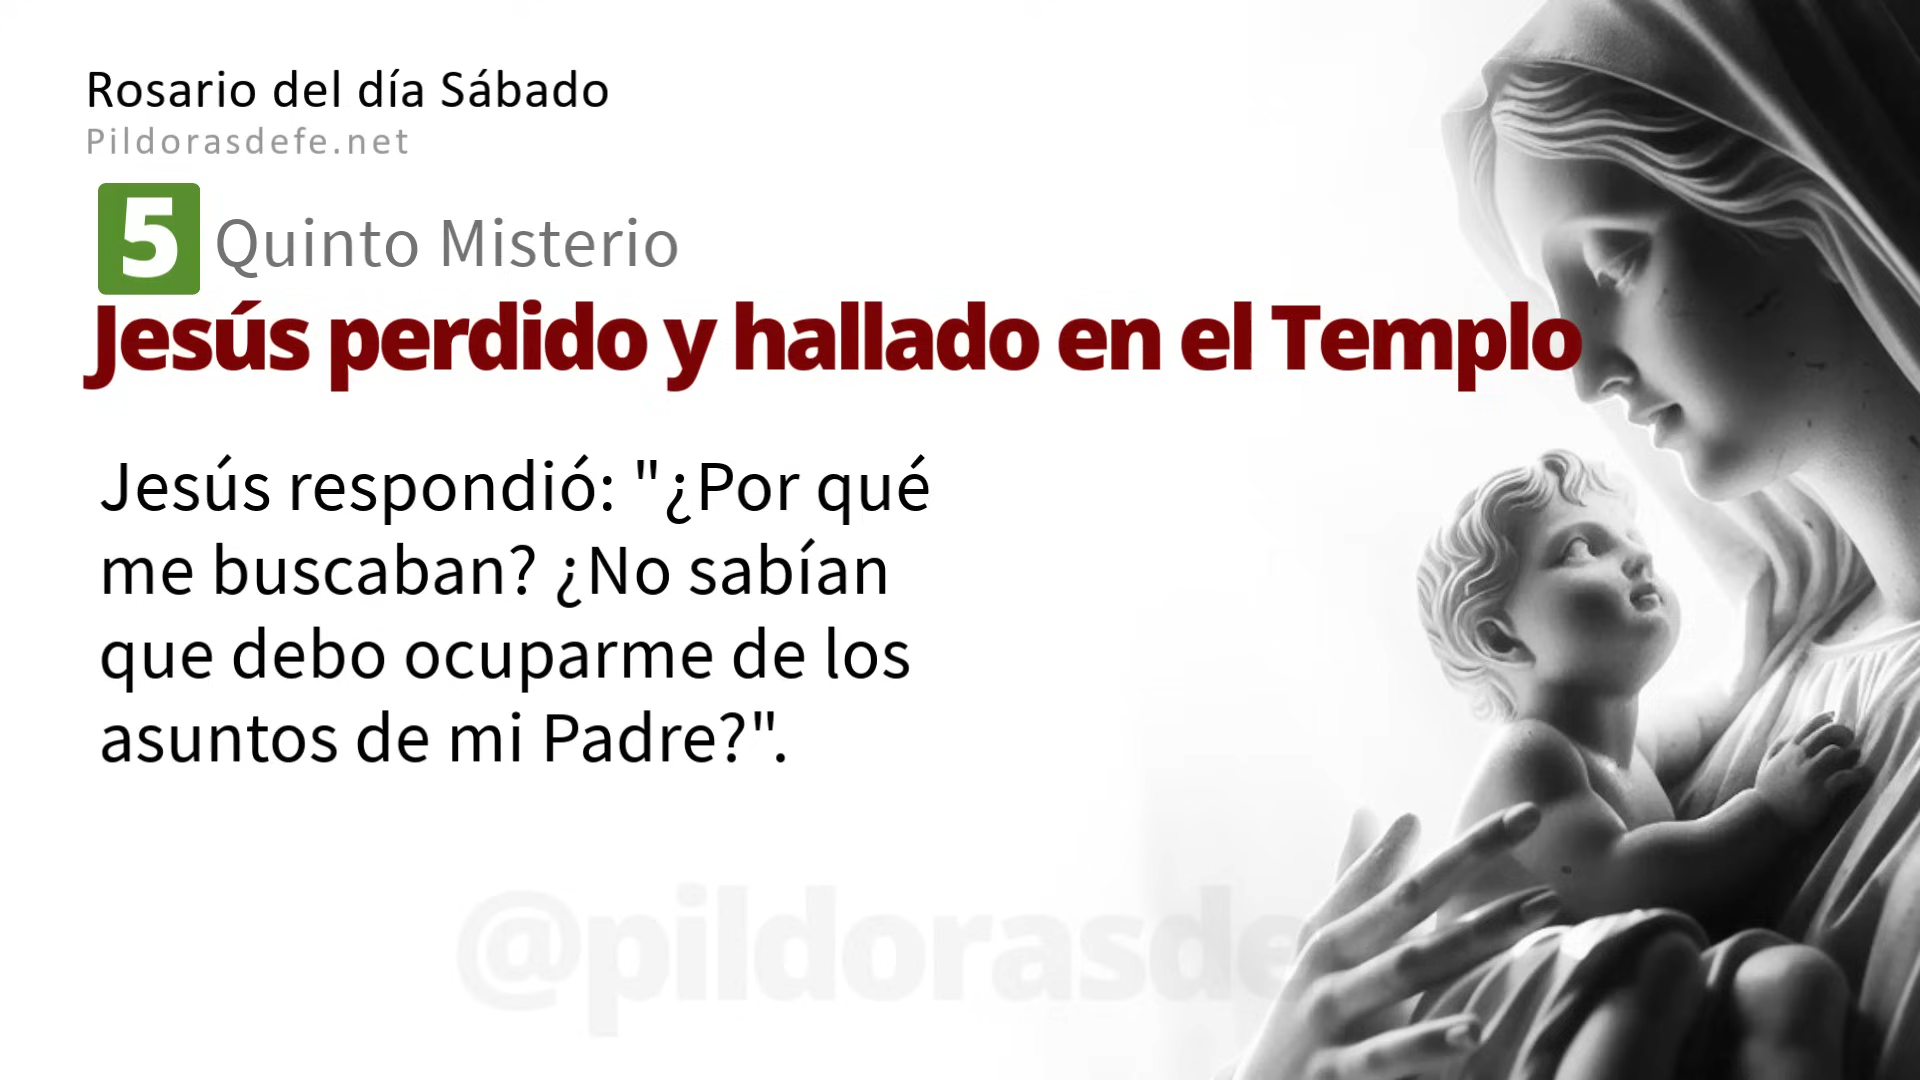 Rosario del día Sábado
Pildorasdefe.net
5 Quinto Misterio
Jesús perdido y hallado en el Templo
Jesús respondió: "¿Por qué
me buscaban? ¿No sabían
que debo ocuparme de los
asuntos de mi Padre?".
@pildorasde